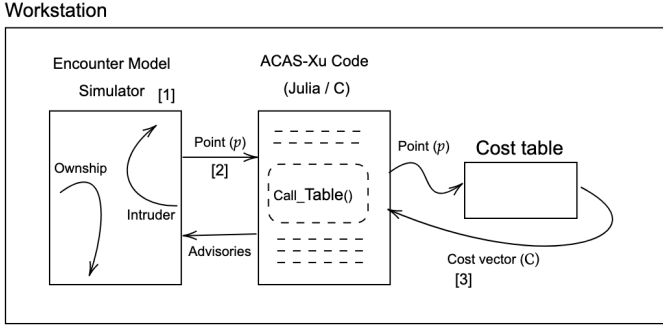 Workstation
Encounter Model
Simulator [1]
ACAS-Xu Code
(Julia / C)
Point (p)
[2]
Point (p)
Cost table
Ownship
Call_Table()
Intruder
Advisories
Cost vector (C)
[3]